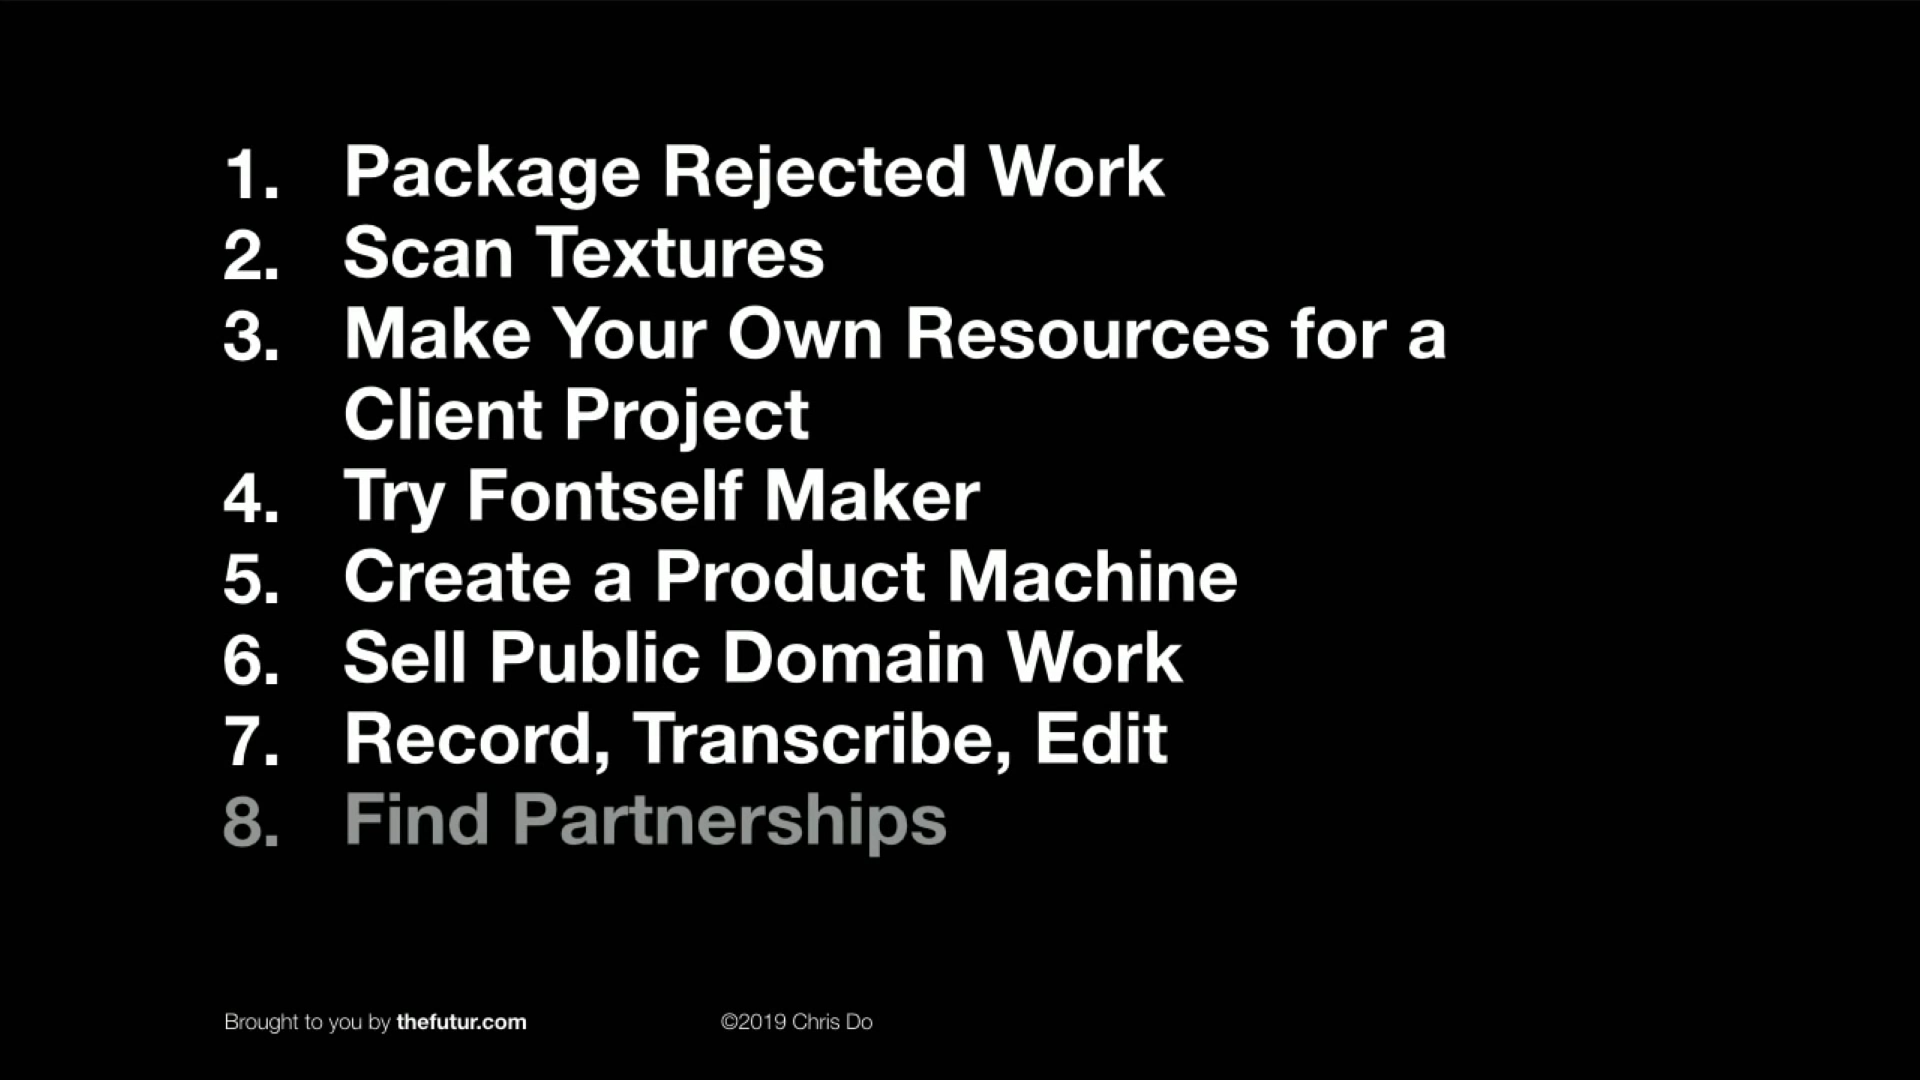 1. Package Rejected Work
2. Scan Textures
3. Make Your Own Resources for a
Client Project
4. Try Fontself Maker
5. Create a Product Machine
6. Sell Public Domain Work
7. Record, Transcribe, Edit
8. Find Partnerships
Brought to you by thefutur.com ©2019 Chris Do